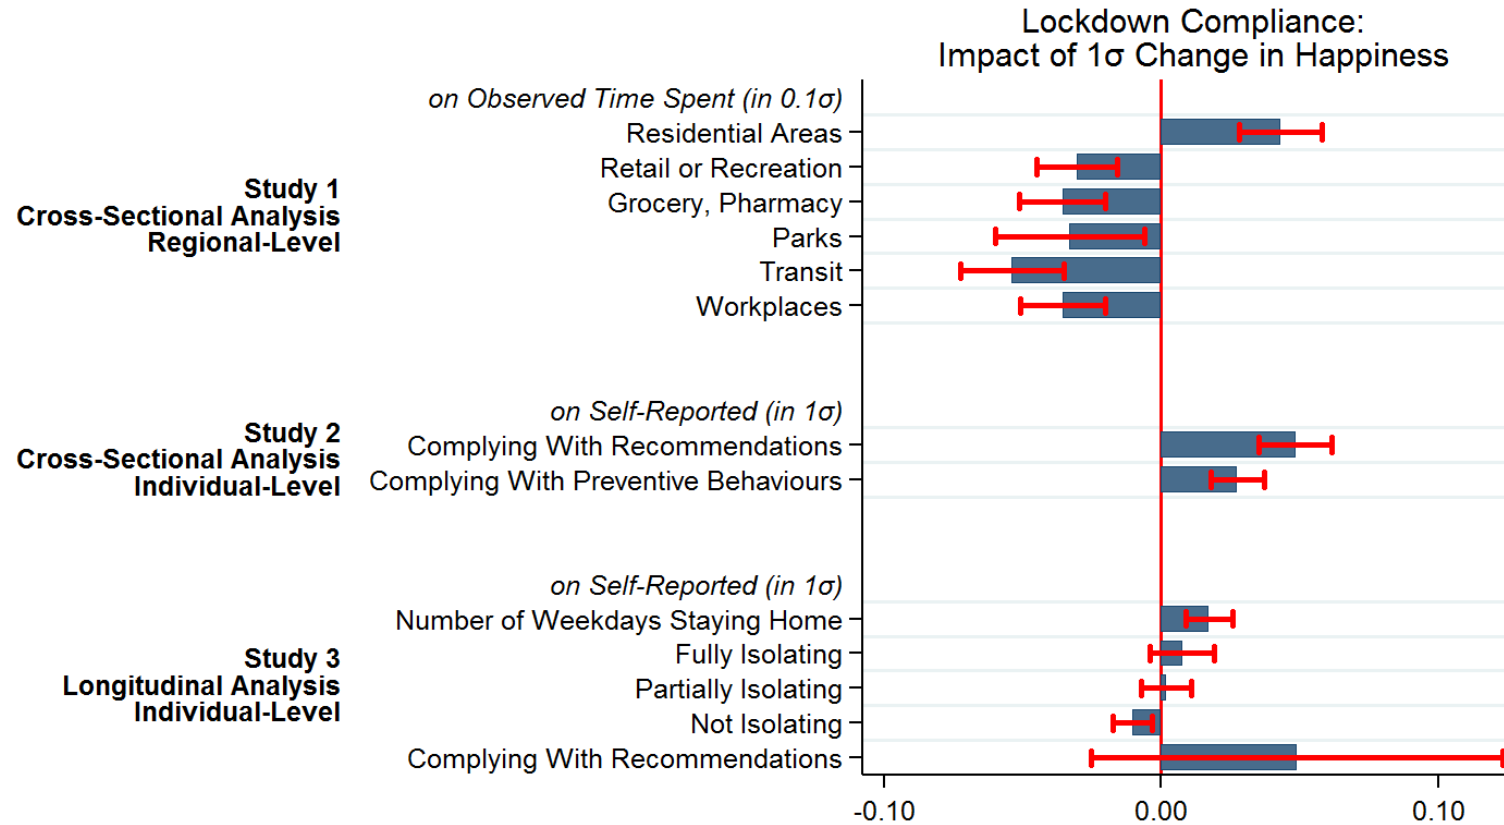 Lockdown Compliance:
Impact of 1σ Change in Happiness
on Observed Time Spent (in 0.1σ)
Residential Areas
Retail or Recreation
Grocery, Pharmacy
Parks
Transit
Workplaces
Study 1
Cross-Sectional Analysis
Regional-Level
on Self-Reported (in 1σ)
Complying With Recommendations
Complying With Preventive Behaviours
Study 2
Cross-Sectional Analysis
Individual-Level
on Self-Reported (in 1σ)
Number of Weekdays Staying Home
Fully Isolating
Partially Isolating
Not Isolating
Complying With Recommendations
Study 3
Longitudinal Analysis
Individual-Level
-0.10
0.00
0.10